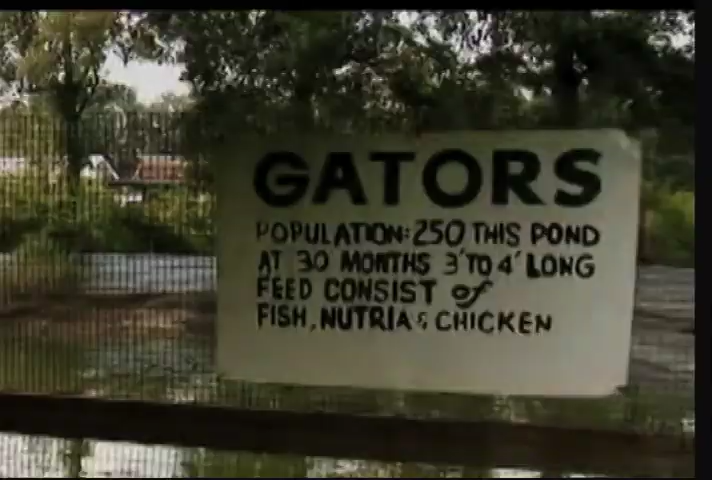 GATORS
POPULATION: 250 THIS POND
AT 30 MONTHS 3' TO 4' LONG
FEED CONSIST of
FISH, NUTRIA & CHICKEN